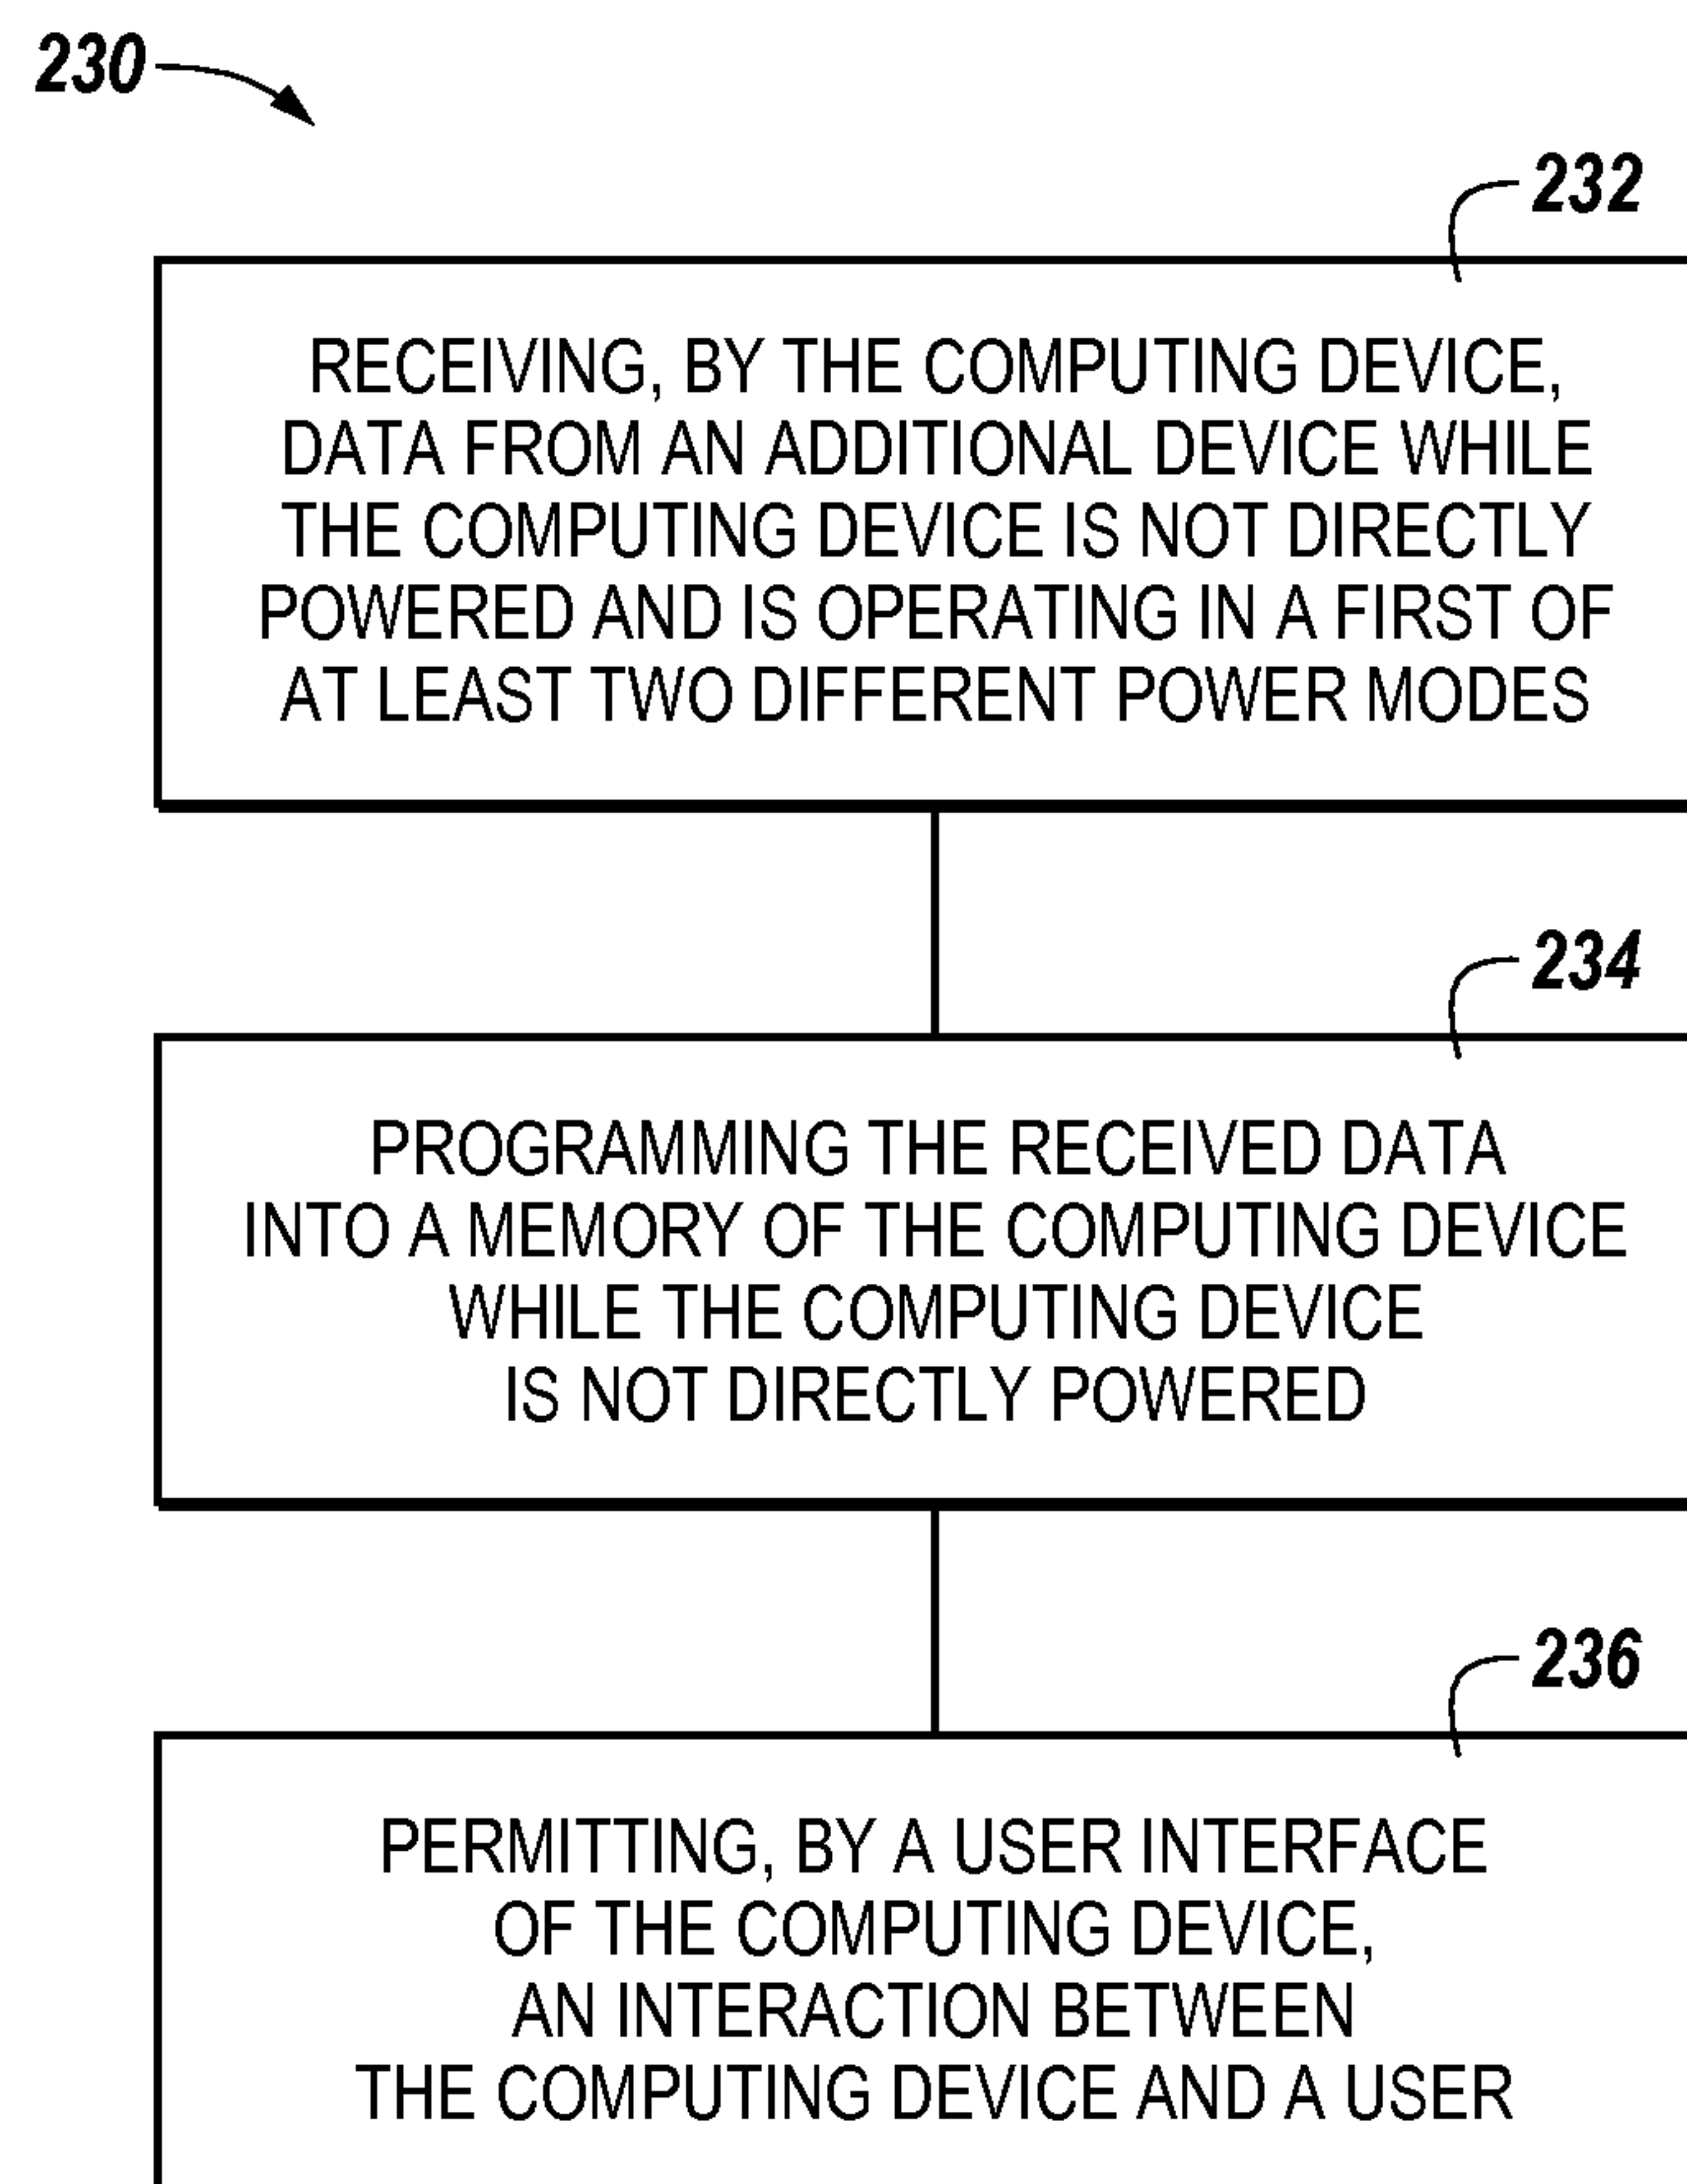 230
232
RECEIVING, BY THE COMPUTING DEVICE,
DATA FROM AN ADDITIONAL DEVICE WHILE
THE COMPUTING DEVICE IS NOT DIRECTLY
POWERED AND IS OPERATING IN A FIRST OF
AT LEAST TWO DIFFERENT POWER MODES
234
PROGRAMMING THE RECEIVED DATA
INTO A MEMORY OF THE COMPUTING DEVICE
WHILE THE COMPUTING DEVICE
IS NOT DIRECTLY POWERED
236
PERMITTING, BY A USER INTERFACE
OF THE COMPUTING DEVICE,
AN INTERACTION BETWEEN
THE COMPUTING DEVICE AND A USER